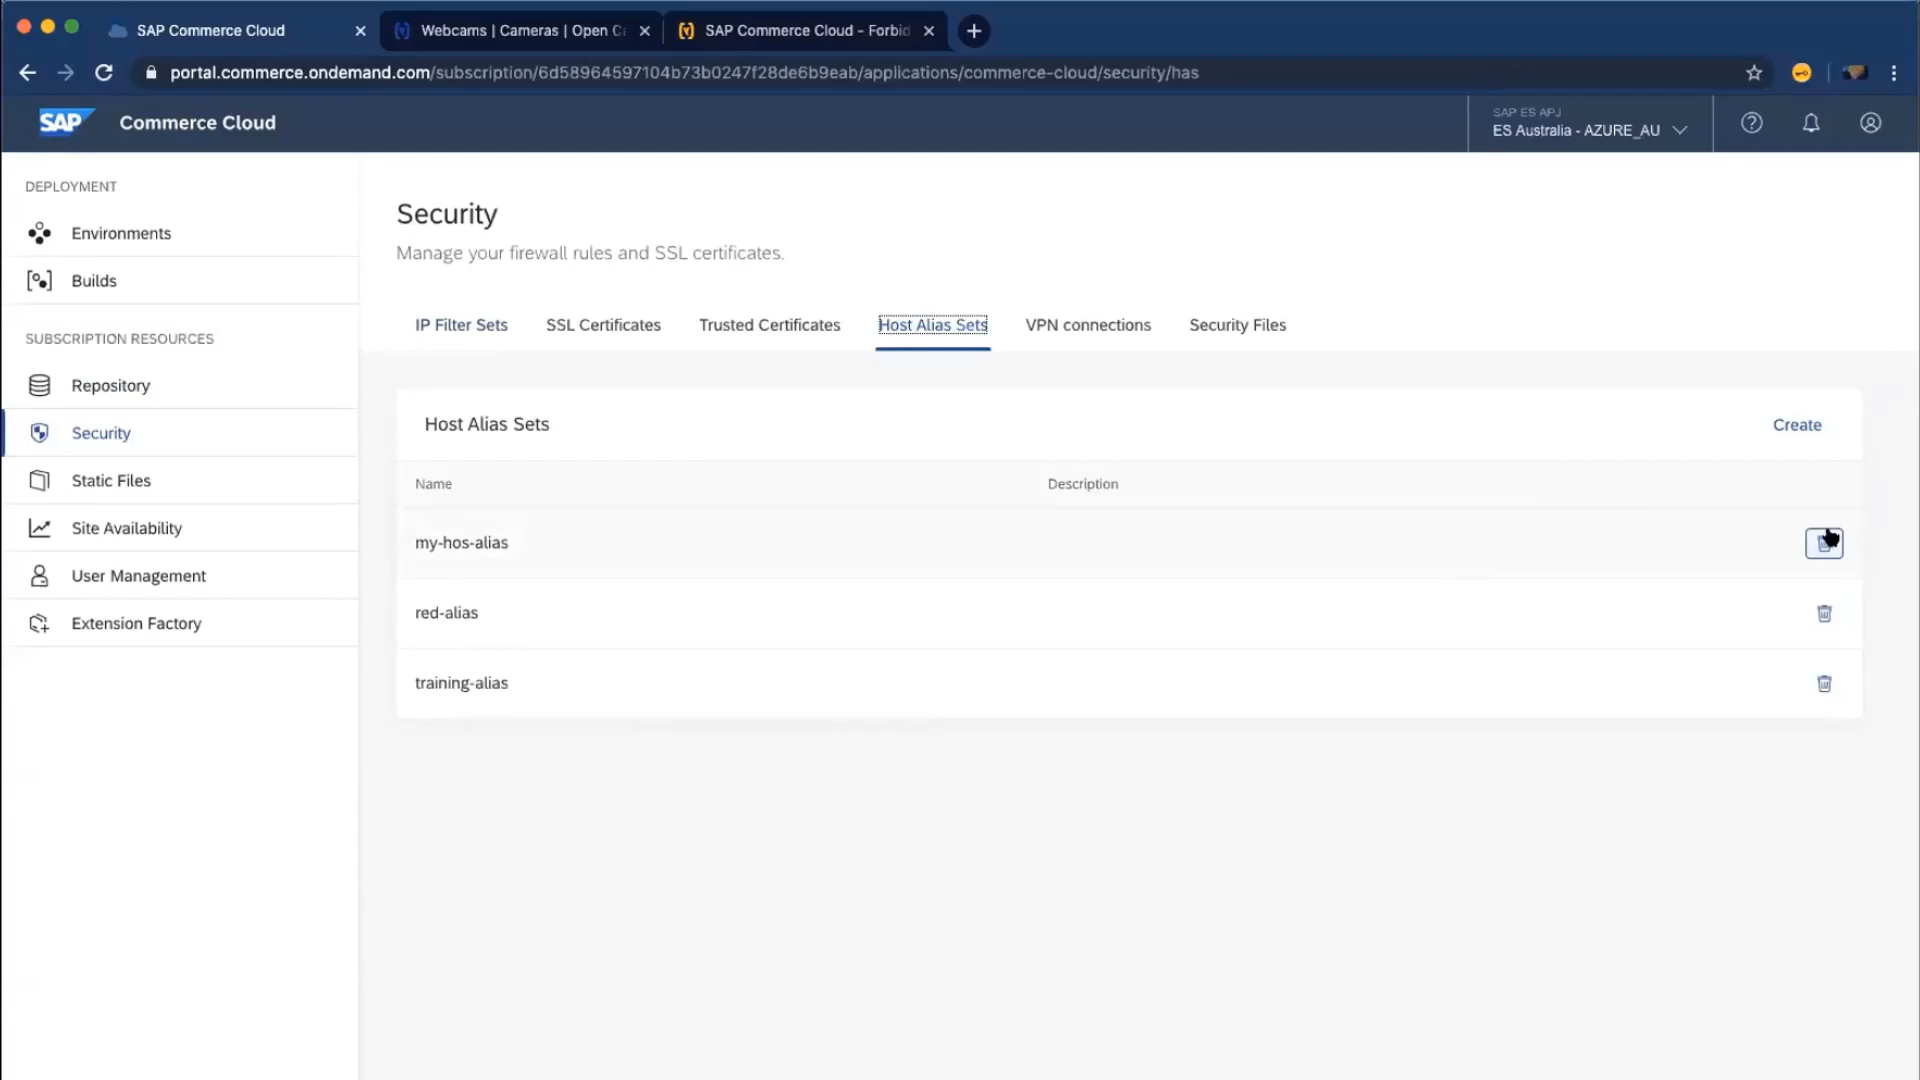 SAP Commerce Cloud
Webcams | Cameras | Open C
SAP Commerce Cloud - Forbid
portal.commerce.ondemand.com/subscription/6d58964597104b73b0247f28de6b9eab/applications/commerce-cloud/security/has
SAP Commerce Cloud
SAP ES APJ
ES Australia - AZURE_AU
DEPLOYMENT
Environments
Builds
SUBSCRIPTION RESOURCES
Repository
Security
Static Files
Site Availability
User Management
Extension Factory
Security
Manage your firewall rules and SSL certificates.
IP Filter Sets SSL Certificates Trusted Certificates Host Alias Sets VPN connections Security Files
Host Alias Sets Create
Name Description
my-hos-alias
red-alias
training-alias